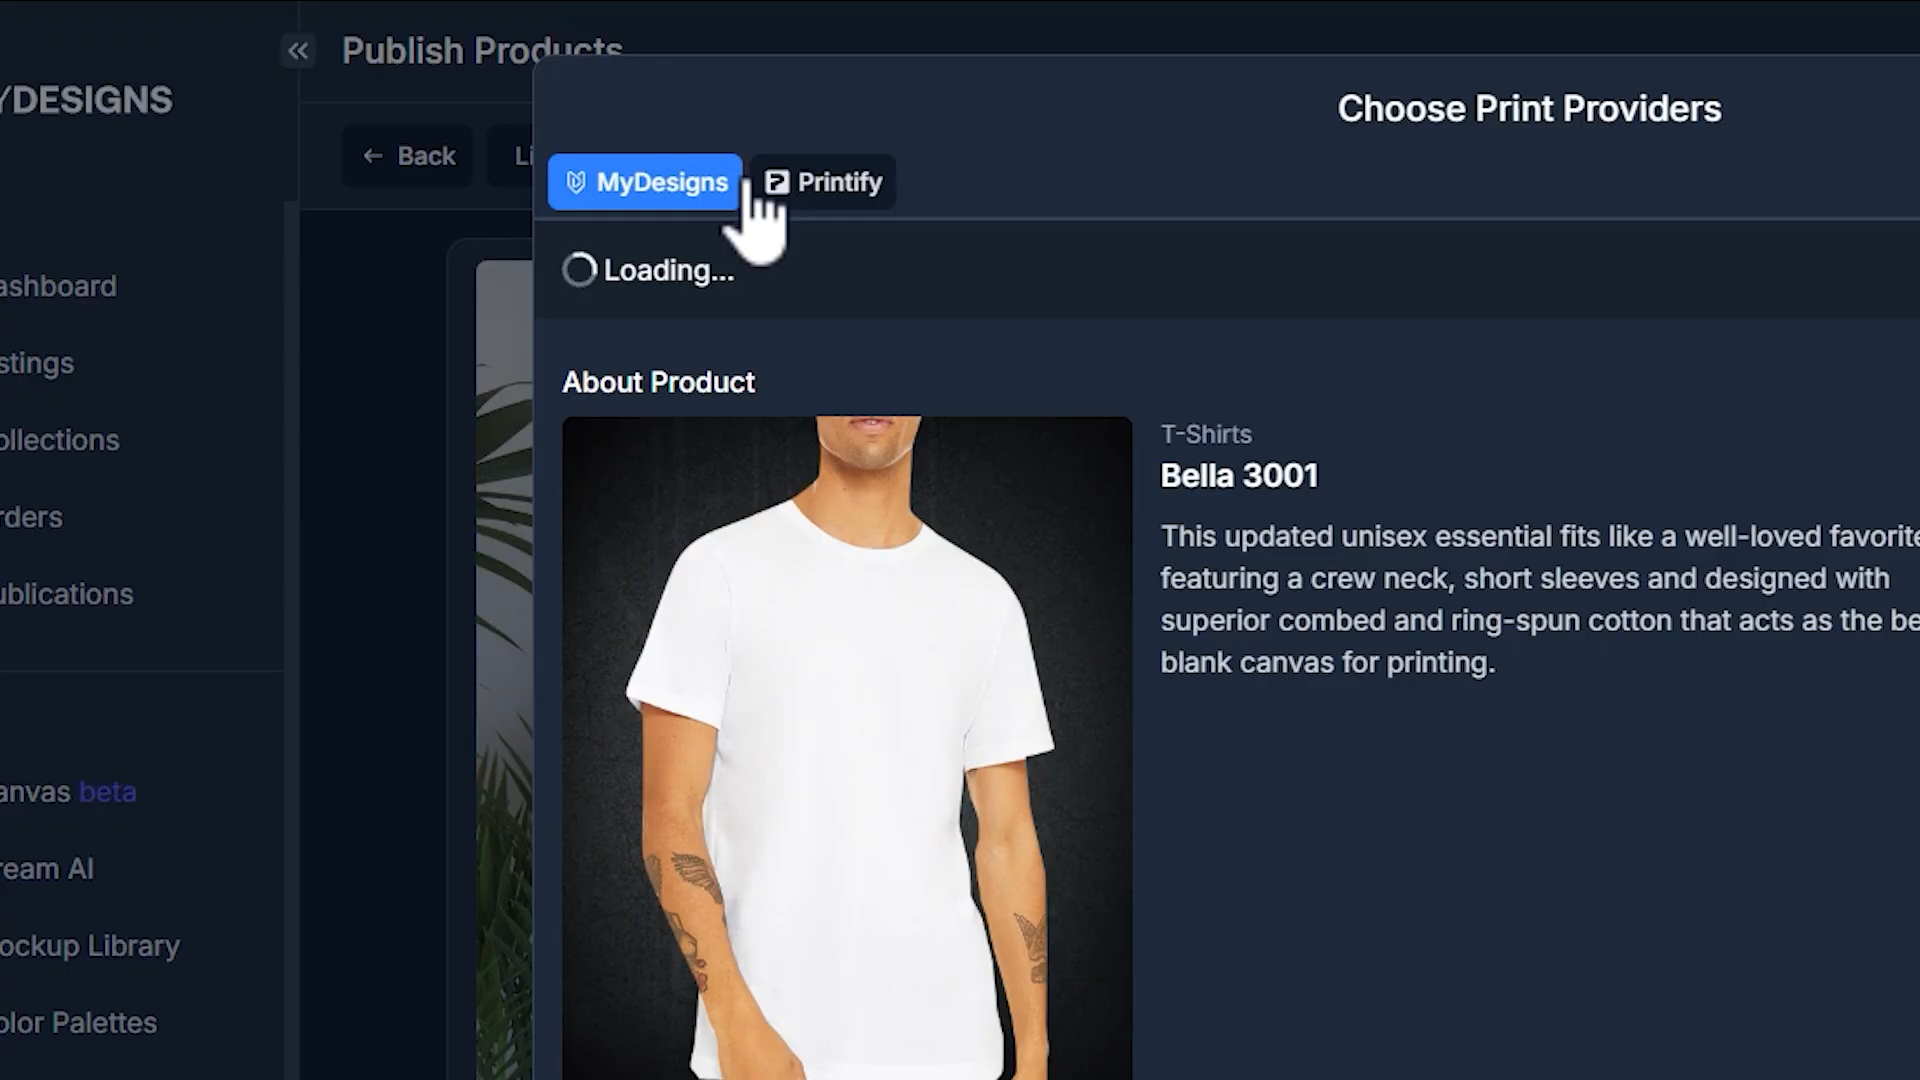 Publish Products
YDESIGNS
Back
Li
Choose Print Providers
MyDesigns
Printify
Loading...
ashboard
stings
ollections
rders
ublications
anvas beta
ream AI
ockup Library
olor Palettes
About Product
T-Shirts
Bella 3001
This updated unisex essential fits like a well-loved favorite
featuring a crew neck, short sleeves and designed with
superior combed and ring-spun cotton that acts as the be
blank canvas for printing.